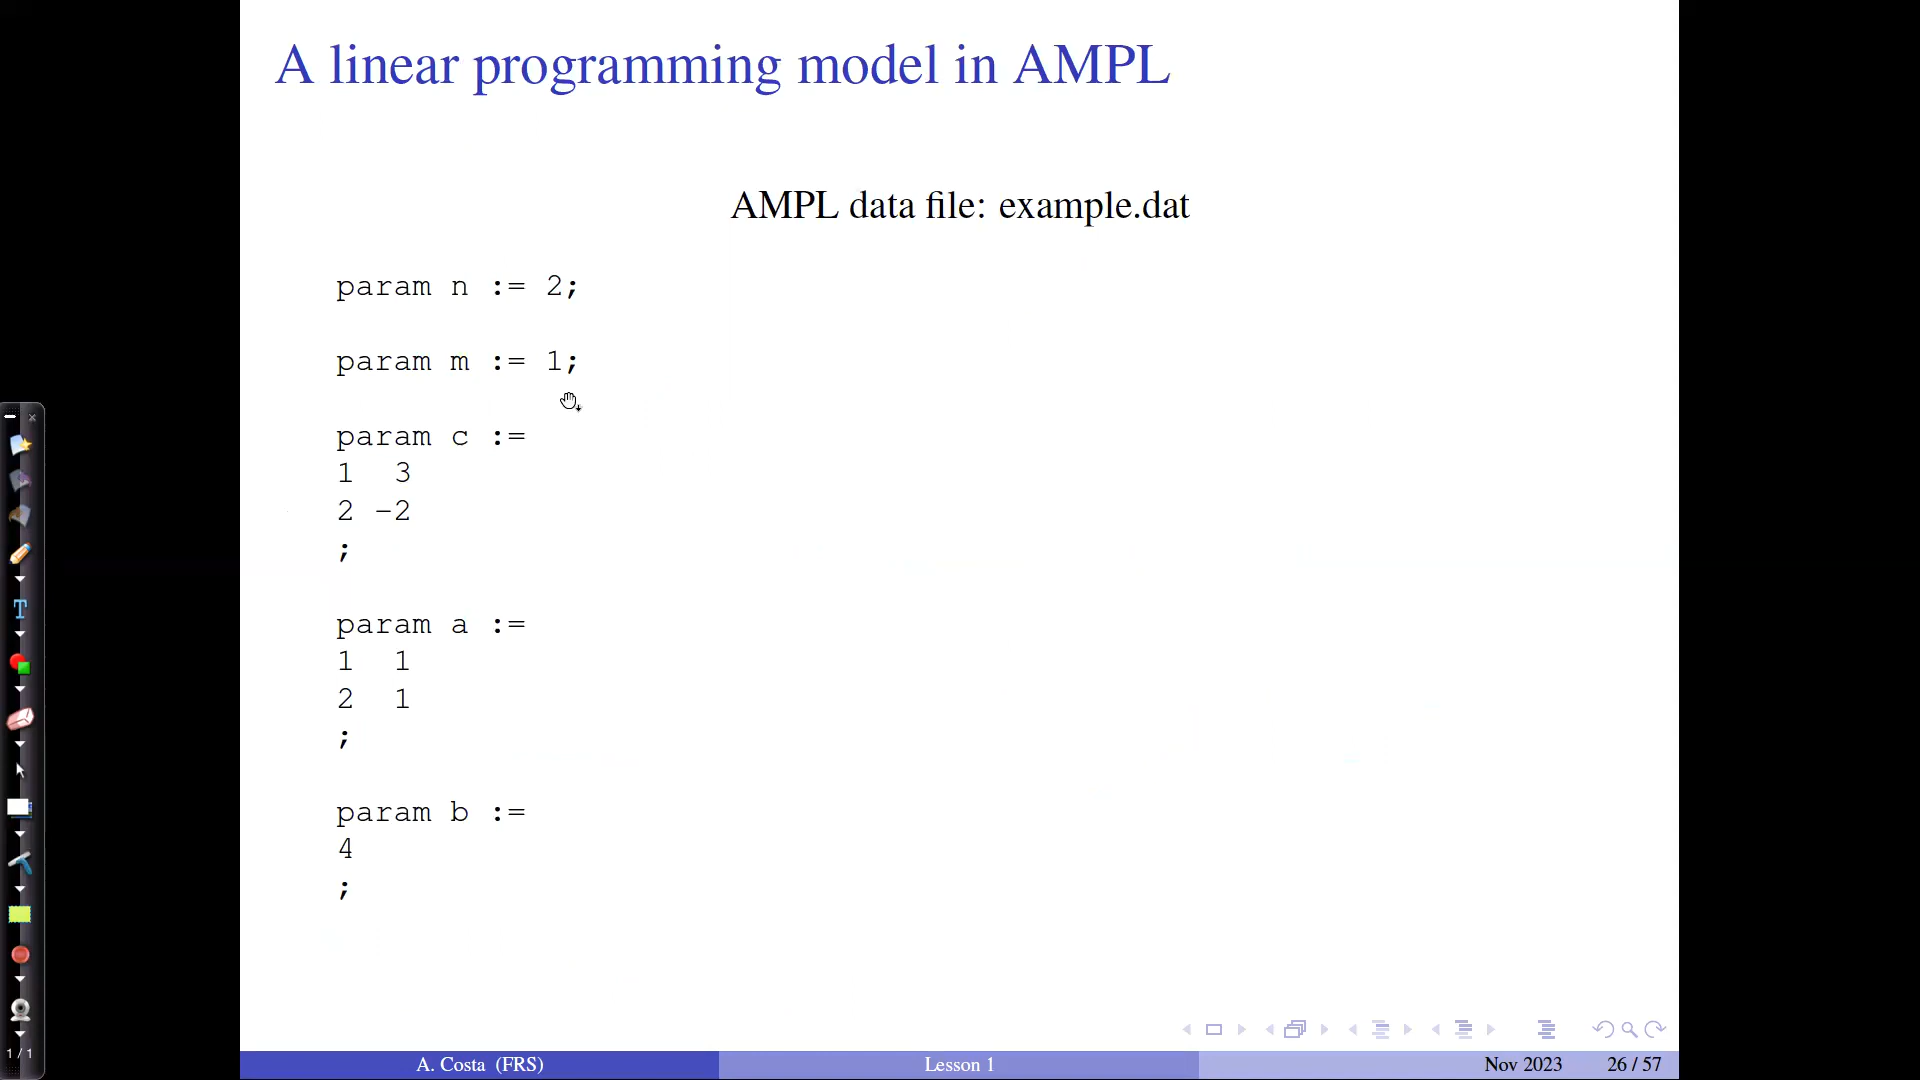 A linear programming model in AMPL
AMPL data file: example.dat
param n := 2;
param m := 1;
param c :=
1  3
2 -2
;
param a :=
1  1
2  1
;
param b :=
4
;
T
1 / 1
A. Costa (FRS)
Lesson 1
Nov 2023
26 / 57